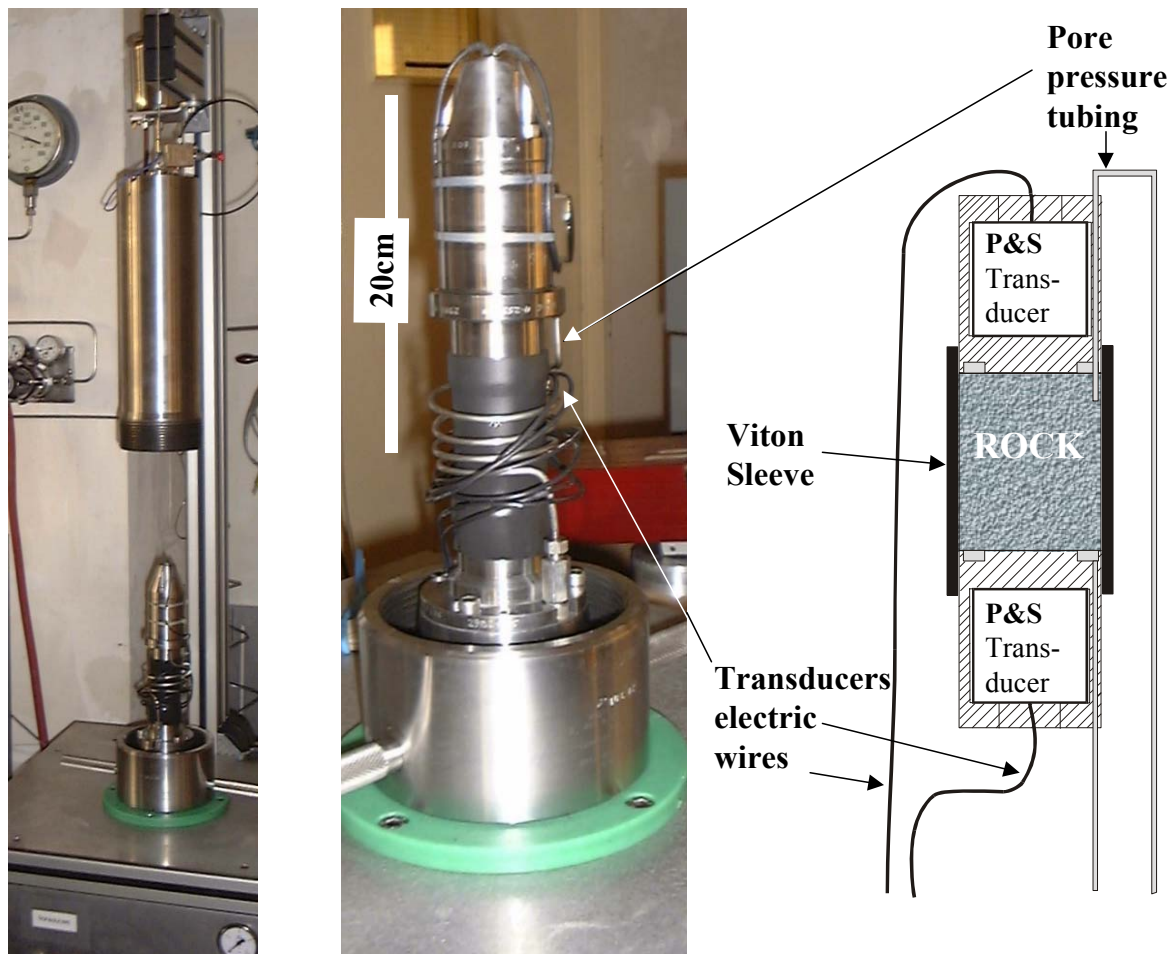 Pore
pressure
tubing
20cm
P&S
Trans-
ducer
ROCK
Viton
Sleeve
P&S
Trans-
ducer
Transducers
electric
wires